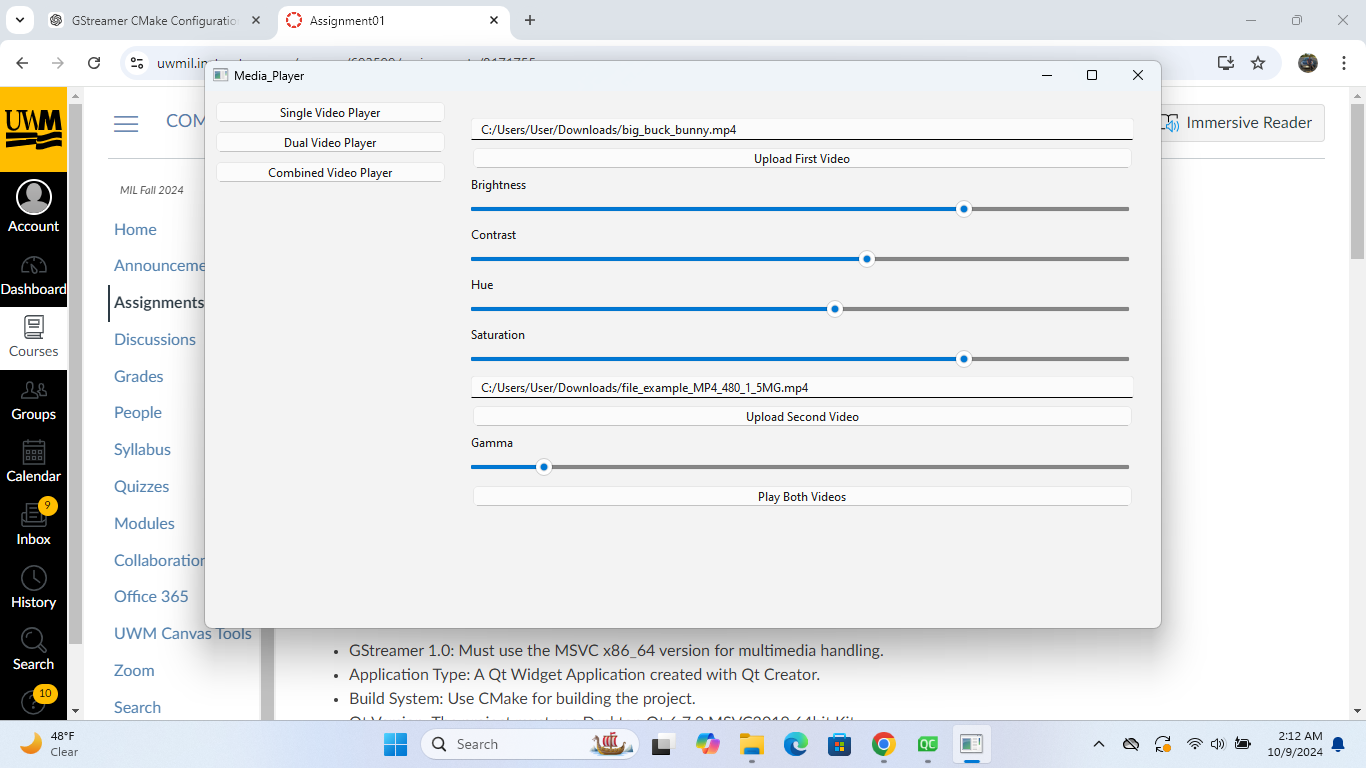 GStreamer CMake Configuration
Assignment01
uwmil.in
Media_Player
UWM
Account
Dashboard
Courses
Groups
Calendar
9
Inbox
History
Search
10
COM
MIL Fall 2024
Home
Announceme
Assignments
Discussions
Grades
People
Syllabus
Quizzes
Modules
Collaboration
Office 365
UWM Canvas Tools
Zoom
Search
Immersive Reader
Single Video Player
Dual Video Player
Combined Video Player
C:/Users/User/Downloads/big_buck_bunny.mp4
Upload First Video
Brightness
Contrast
Hue
Saturation
C:/Users/User/Downloads/file_example_MP4_480_1_5MG.mp4
Upload Second Video
Gamma
Play Both Videos
• GStreamer 1.0: Must use the MSVC x86_64 version for multimedia handling.
• Application Type: A Qt Widget Application created with Qt Creator.
• Build System: Use CMake for building the project.
48°F
Clear
Search
QC
2:12 AM
10/9/2024